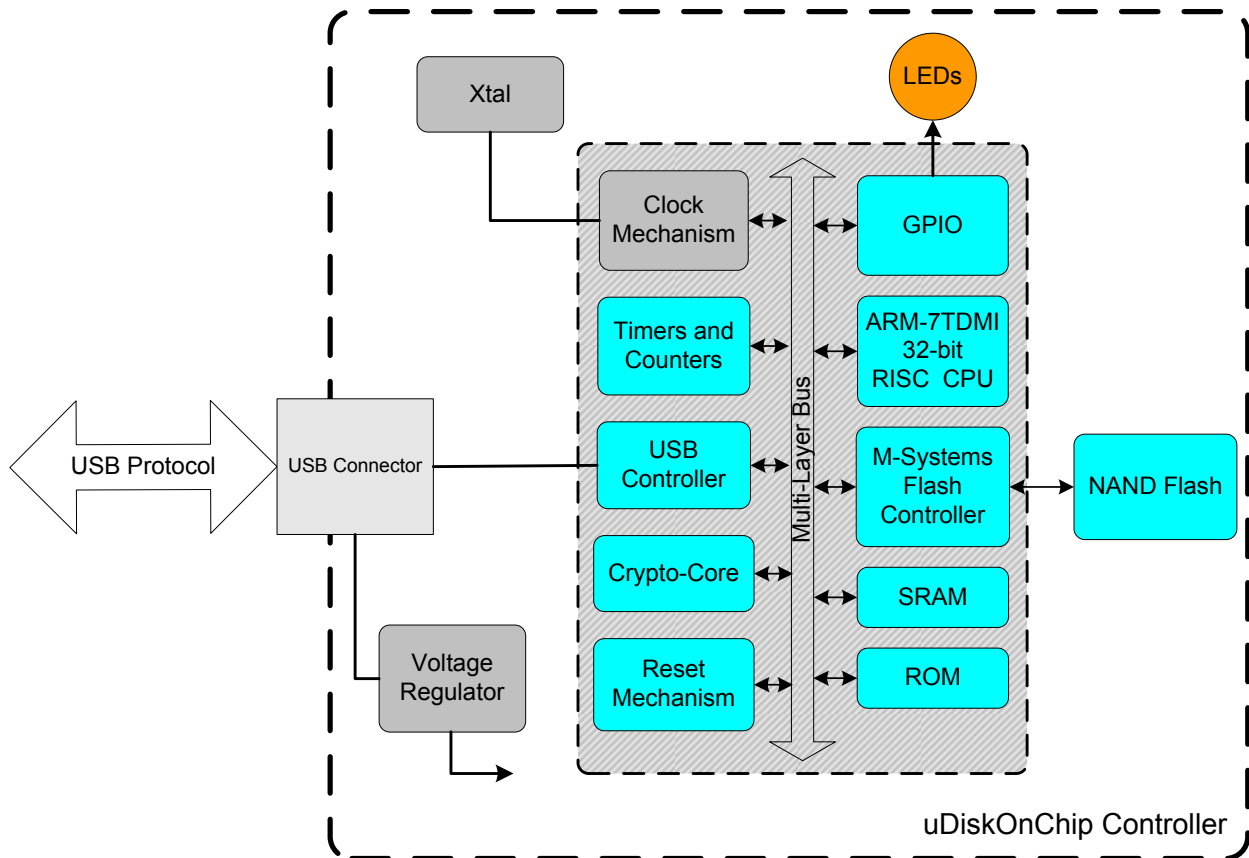 LEDs
Xtal
Clock
Mechanism
GPIO
Timers and
Counters
ARM-7TDMI
32-bit
RISC CPU
Multi-Layer Bus
USB Protocol
USB Connector
USB
Controller
M-Systems
Flash
Controller
NAND Flash
Crypto-Core
SRAM
Voltage
Regulator
Reset
Mechanism
ROM
uDiskOnChip Controller